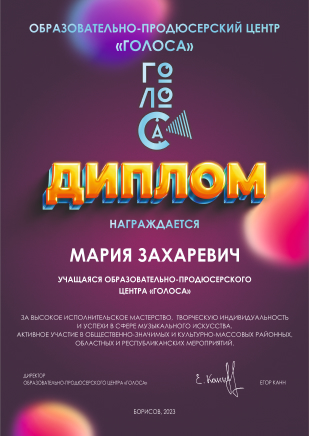 ОБРАЗОВАТЕЛЬНО-ПРОДЮСЕРСКИЙ ЦЕНТР
«ГОЛОСА»
ГО
ЛО
СА
ДИПЛОМ
НАГРАЖДАЕТСЯ
МАРИЯ ЗАХАРЕВИЧ
УЧАЩАЯСЯ ОБРАЗОВАТЕЛЬНО-ПРОДЮСЕРСКОГО
ЦЕНТРА «ГОЛОСА»
ЗА ВЫСОКОЕ ИСПОЛНИТЕЛЬСКОЕ МАСТЕРСТВО, ТВОРЧЕСКУЮ ИНДИВИДУАЛЬНОСТЬ
И УСПЕХИ В СФЕРЕ МУЗЫКАЛЬНОГО ИСКУССТВА.
АКТИВНОЕ УЧАСТИЕ В ОБЩЕСТВЕННО-ЗНАЧИМЫХ И КУЛЬТУРНО-МАССОВЫХ РАЙОННЫХ,
ОБЛАСТНЫХ И РЕСПУБЛИКАНСКИХ МЕРОПРИЯТИЙ.
ДИРЕКТОР
ОБРАЗОВАТЕЛЬНО-ПРОДЮСЕРСКОГО ЦЕНТРА «ГОЛОСА»
ЕГОР КАНН
БОРИСОВ, 2023